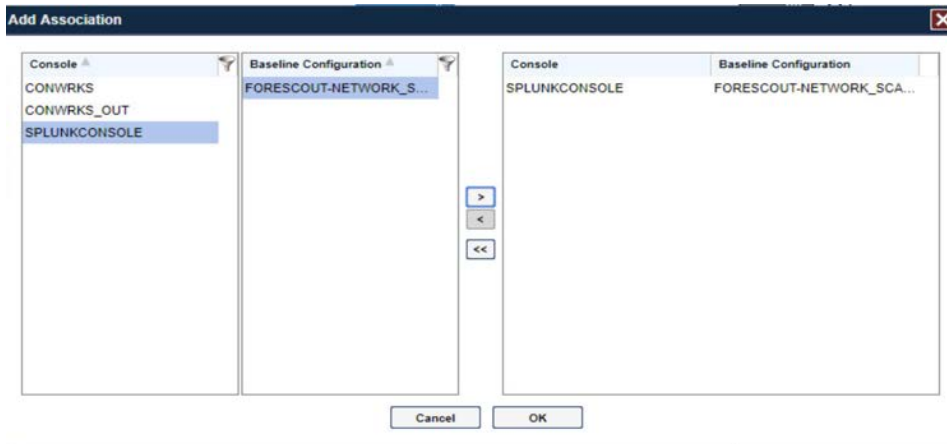 Add Association
Console Baseline Configuration Console Baseline Configuration
CONWRKS FORESCOUT-NETWORK_S... SPLUNKCONSOLE FORESCOUT-NETWORK_SCA...
CONWRKS_OUT
SPLUNKCONSOLE
>
<
<<
Cancel OK